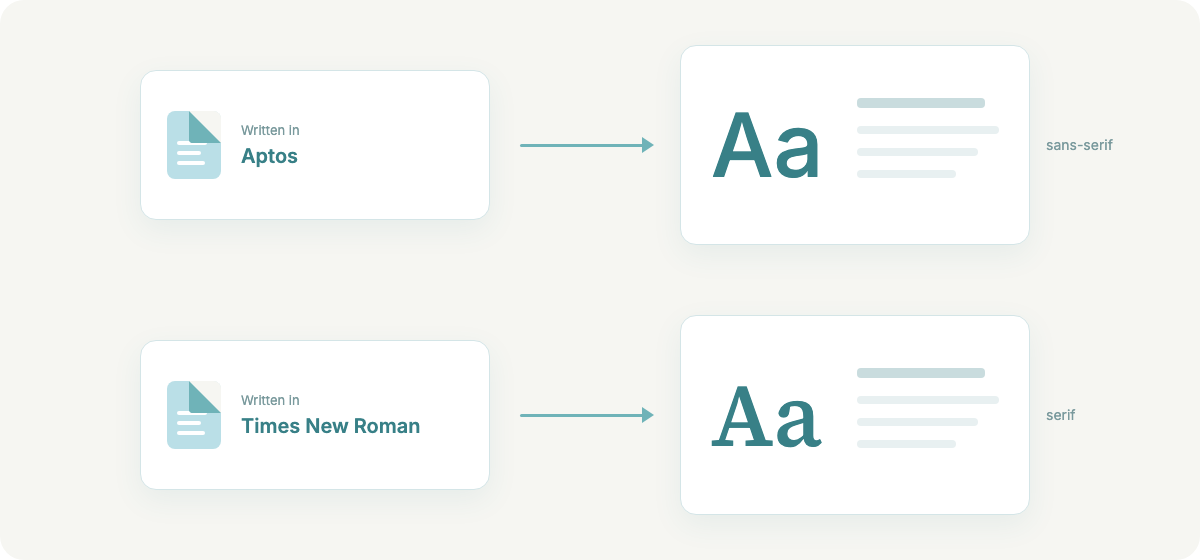 Written in
Aptos
Aa
sans-serif
Written in
Times New Roman
Aa
serif